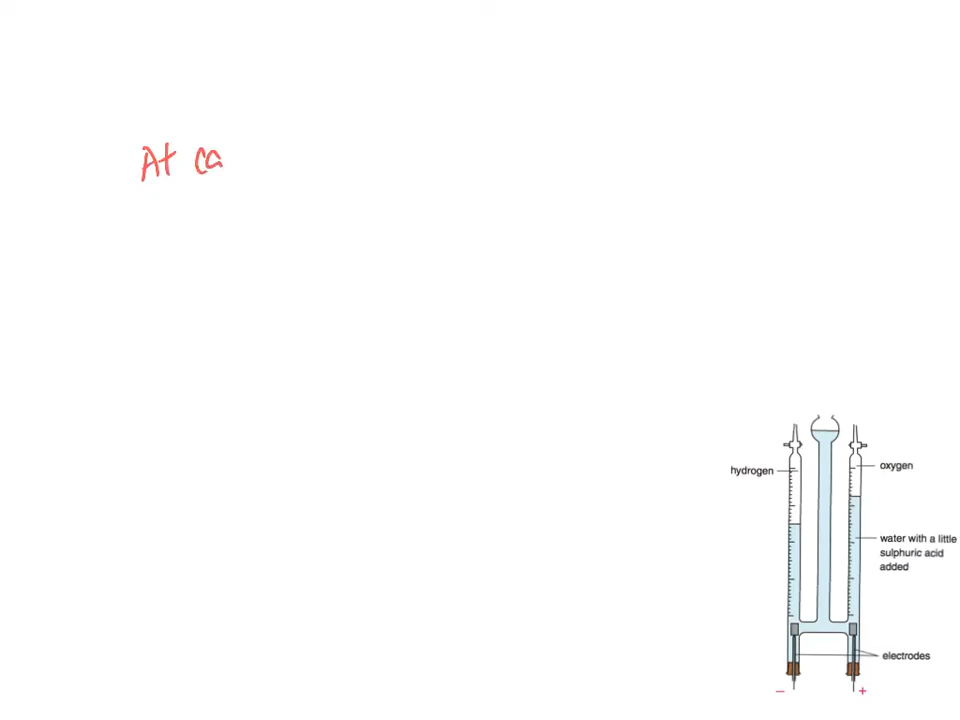 At ca
hydrogen
oxygen
water with a little
sulphuric acid
added
electrodes
− +